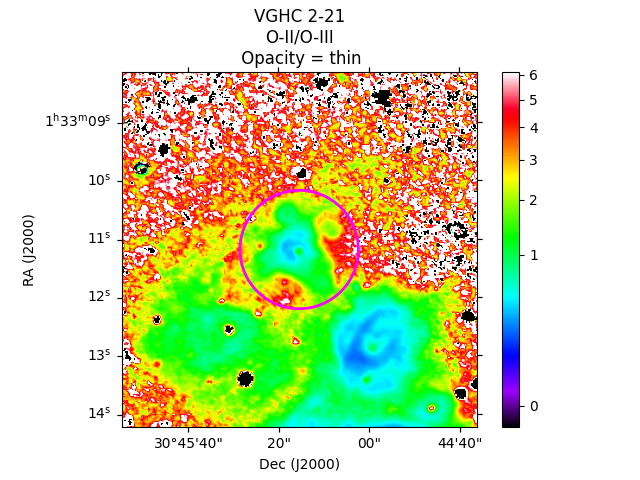 VGHC 2-21
O-II/O-III
Opacity = thin
RA (J2000)
1ʰ33ᵐ09ˢ
10ˢ
11ˢ
12ˢ
13ˢ
14ˢ
30°45'40" 20" 00" 44'40"
Dec (J2000)
6
5
4
3
2
1
0